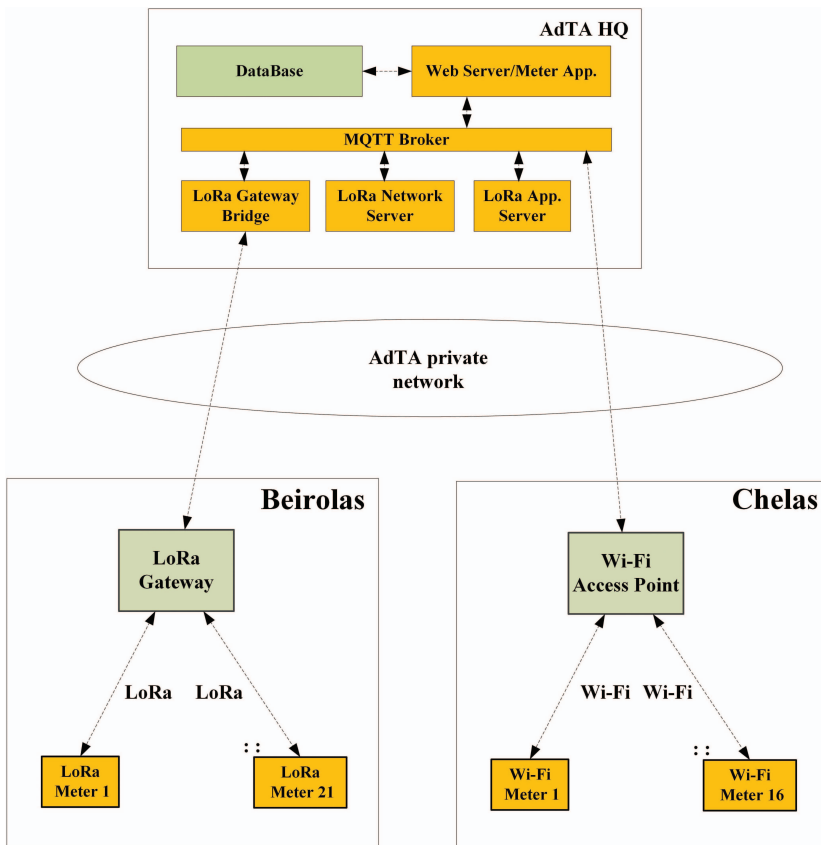 AdTA HQ
DataBase
Web Server/Meter App.
MQTT Broker
LoRa Gateway
Bridge
LoRa Network
Server
LoRa App.
Server
AdTA private
network
Beirolas
Chelas
LoRa
Gateway
Wi-Fi
Access Point
LoRa
LoRa
Wi-Fi
Wi-Fi
: :
: :
LoRa
Meter 1
LoRa
Meter 21
Wi-Fi
Meter 1
Wi-Fi
Meter 16